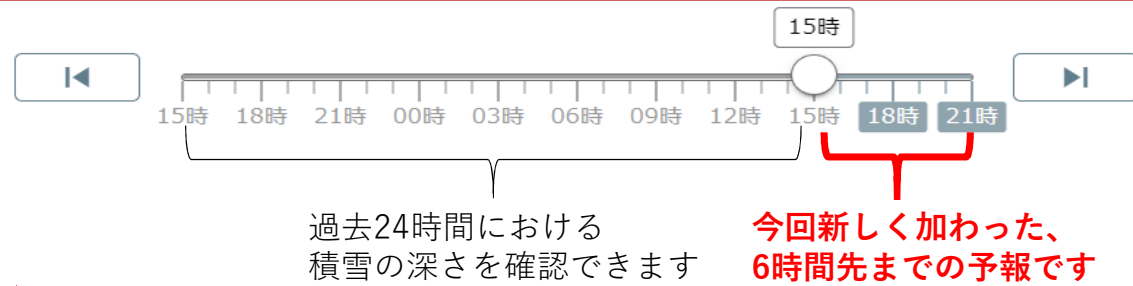 15時
15時 18時 21時 00時 03時 06時 09時 12時 15時 18時 21時
過去24時間における
積雪の深さを確認できます
今回新しく加わった、
6時間先までの予報です